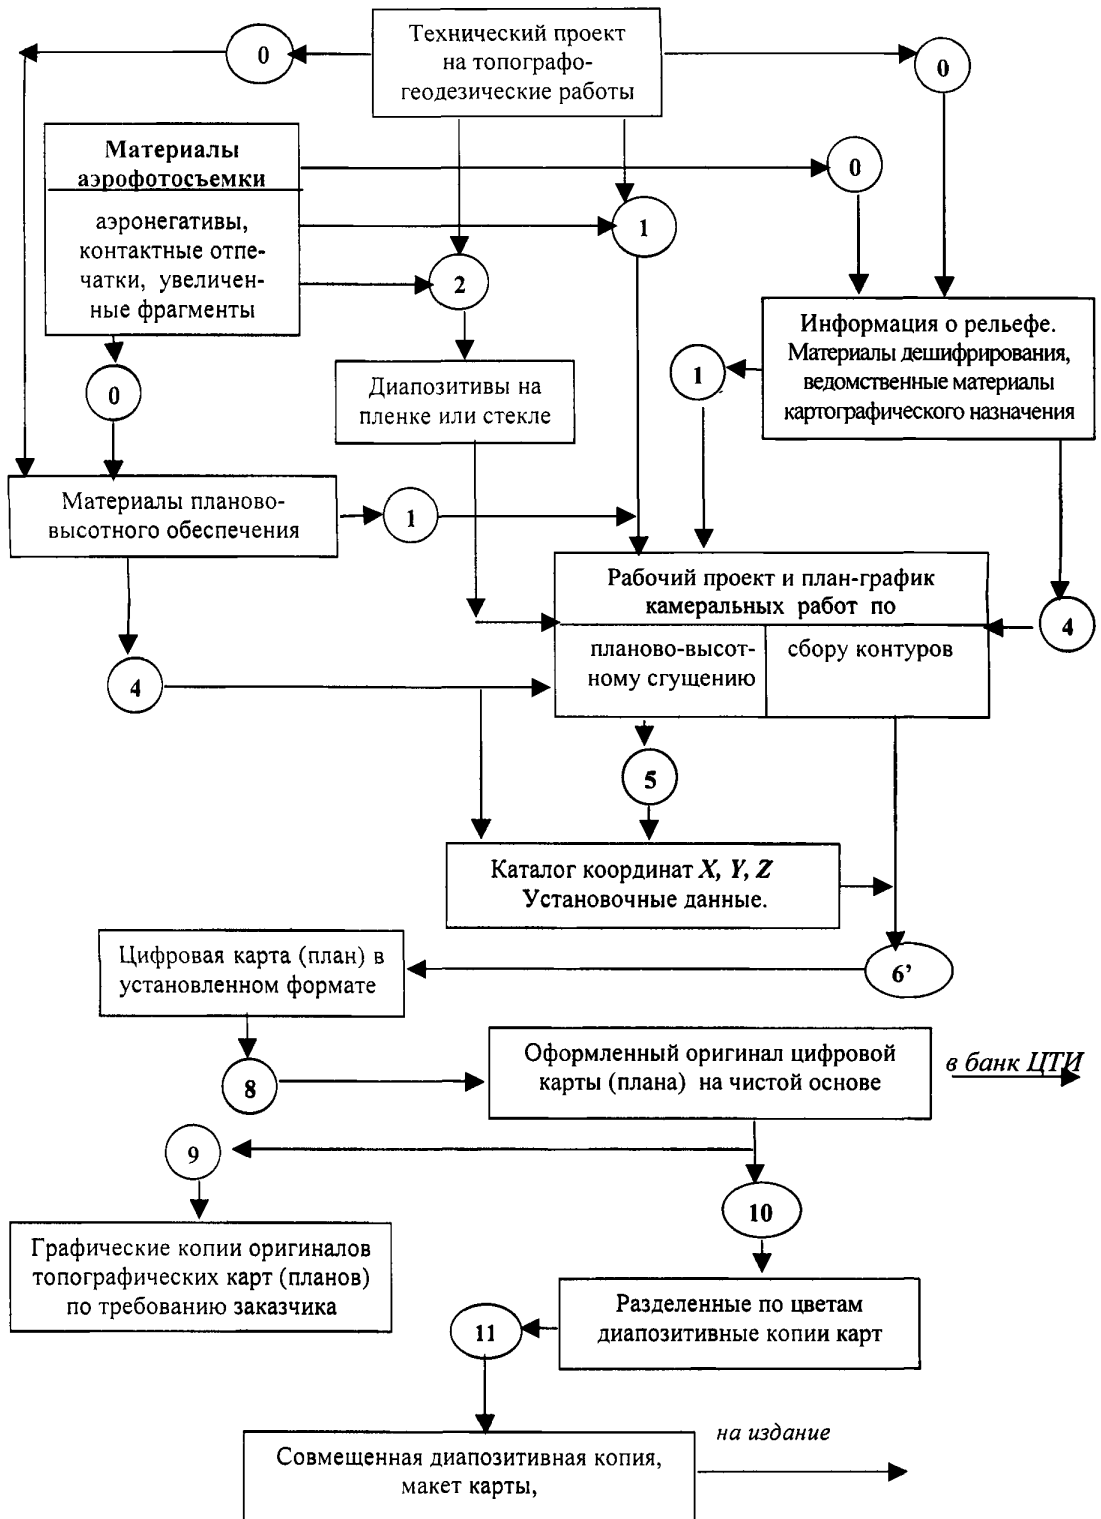 Технический проект
на топографо-
геодезические работы
0
0
Материалы
аэрофотосъемки
аэронегативы,
контактные отпе-
чатки, увеличен-
ные фрагменты
0
1
2
Информация о рельефе.
Материалы дешифрирования,
ведомственные материалы
картографического назначения
1
0
Диапозитивы на
пленке или стекле
Материалы планово-
высотного обеспечения
1
Рабочий проект и план-график
камеральных работ по
планово-высот-
ному сгущению
сбору контуров
4
4
5
Каталог координат X, Y, Z
Установочные данные.
Цифровая карта (план) в
установленном формате
6’
8
Оформленный оригинал цифровой
карты (плана) на чистой основе
в банк ЦТИ
9
10
Графические копии оригиналов
топографических карт (планов)
по требованию заказчика
Разделенные по цветам
диапозитивные копии карт
11
Совмещенная диапозитивная копия,
макет карты,
на издание